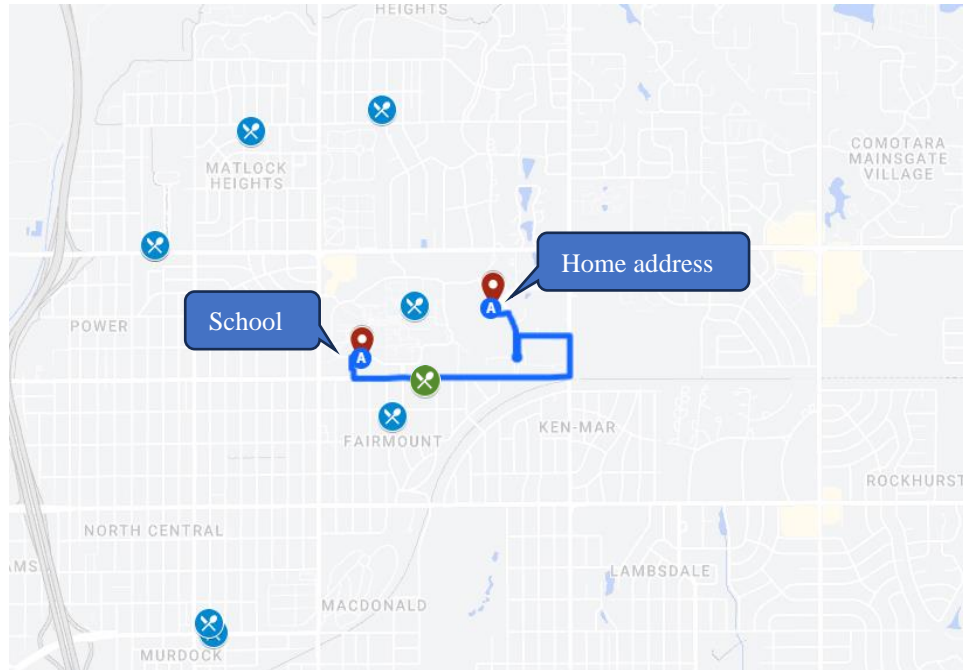 HEIGHTS
MATLOCK
HEIGHTS
COMOTARA
MAINSGATE
VILLAGE
Home address
School
POWER
A
A
FAIRMOUNT
KEN-MAR
ROCKHURST
NORTH CENTRAL
AMS
LAMBSDALE
MACDONALD
MURDOCK